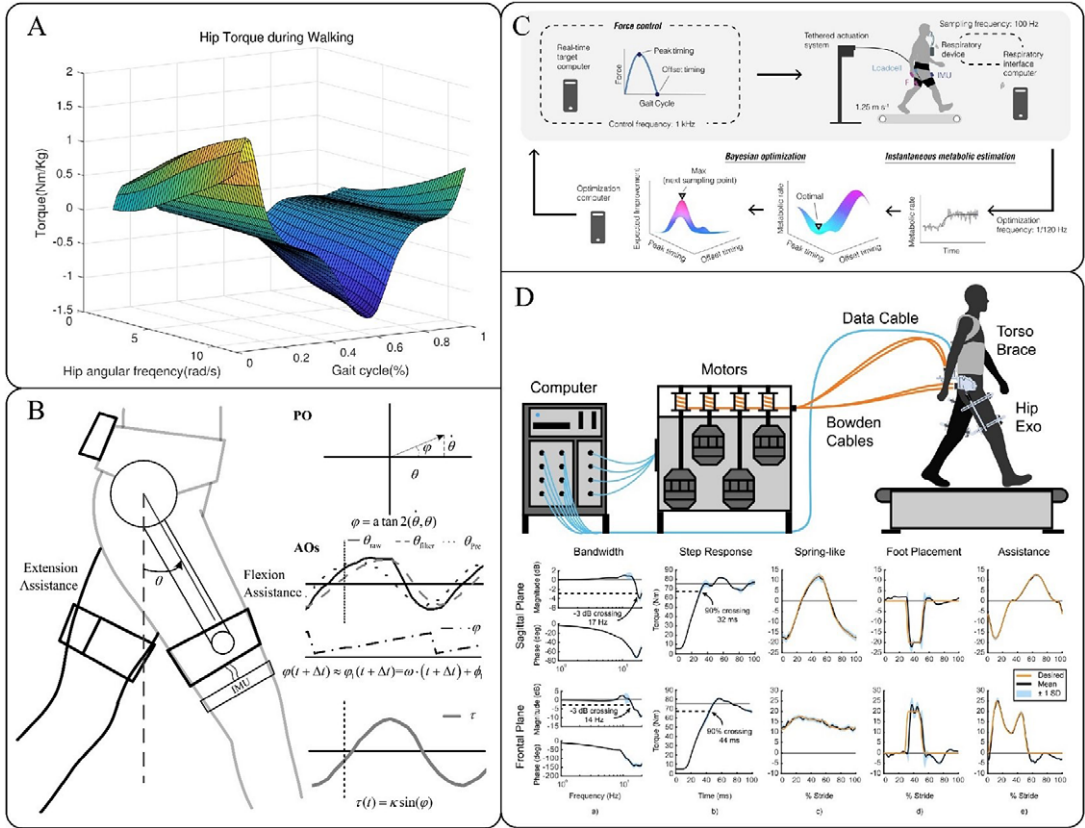 A
Hip Torque during Walking
2
1.5
1
0.5
0
-0.5
-1
-1.5
Torque(Nm/Kg)
0
5
10
Hip angular freqency(rad/s)
0
0.2
0.4
0.6
0.8
1
Gait cycle(%)
B
PO
φ
θ̇
θ
φ = a tan 2(θ̇,θ)
AOs
θraw
θfilter
θPre
Extension
Assistance
θ
Flexion
Assistance
IMU
φ
φ(t + Δt) ≈ φ₁(t + Δt)=ω·(t + Δt)+ϕ₁
τ
τ(t) = κ sin(φ)
C
Force control
Real-time
target
computer
Force
Peak timing
Offset timing
Gait Cycle
Control frequency: 1 kHz
Tethered actuation
system
Sampling frequency: 100 Hz
Respiratory
device
Respiratory
interface
computer
Loadcell
IMU
1.25 m s⁻¹
Bayesian optimization
Instantaneous metabolic estimation
Optimization
computer
Max
(next sampling point)
Expected Improvement
Peak timing
Offset timing
Optimal
Metabolic rate
Peak timing
Offset timing
Metabolic
rate
Time
Optimization
frequency: 1/120 Hz
D
Data Cable
Torso
Brace
Computer
Motors
Bowden
Cables
Hip
Exo
Bandwidth
Step Response
Spring-like
Foot Placement
Assistance
Sagittal Plane
Magnitude (dB)
-3 dB crossing
17 Hz
Phase (deg)
Torque (Nm)
90% crossing
32 ms
Frontal Plane
Magnitude (dB)
-3 dB crossing
14 Hz
Phase (deg)
Torque (Nm)
90% crossing
44 ms
Desired
Mean
± 1 SD
Frequency (Hz)
Time (ms)
% Stride
% Stride
% Stride
a)
b)
c)
d)
e)